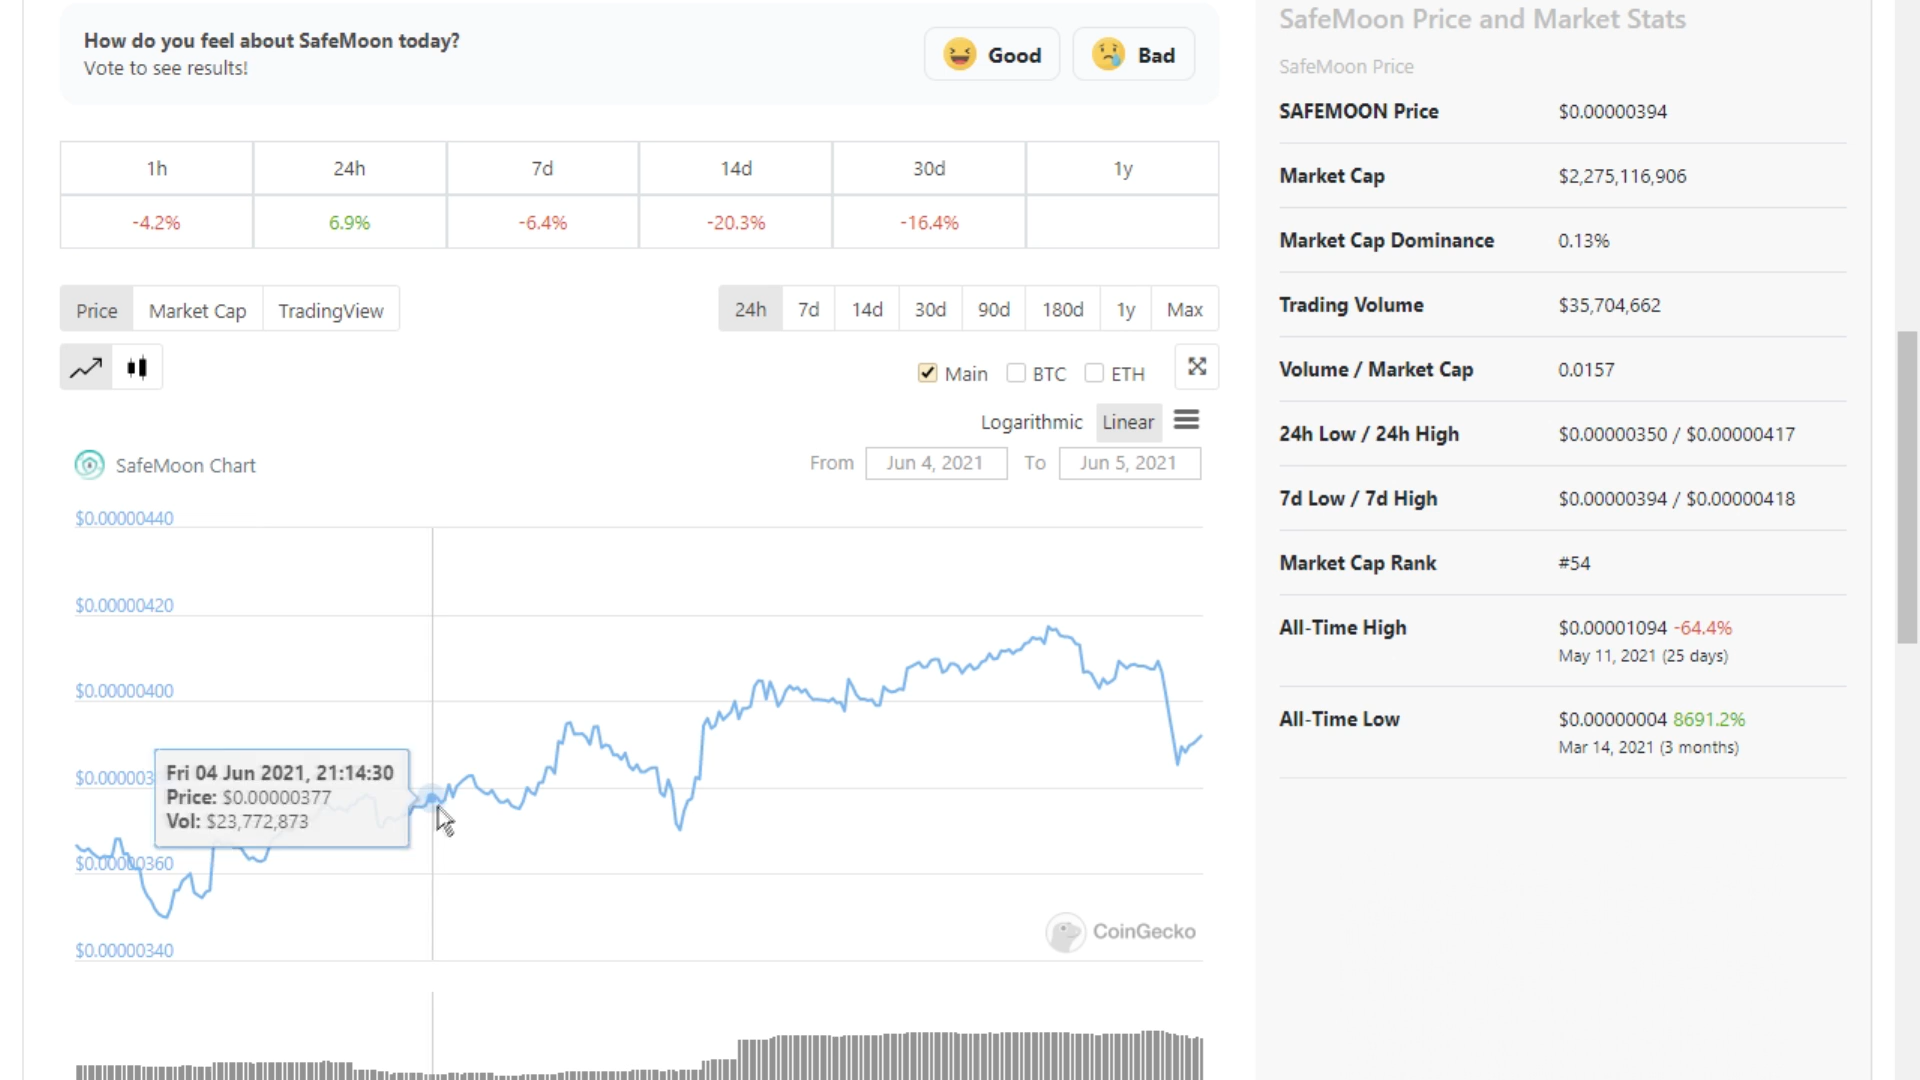 How do you feel about SafeMoon today?
Vote to see results!
Good
Bad
1h 24h 7d 14d 30d 1y
-4.2% 6.9% -6.4% -20.3% -16.4%
Price Market Cap TradingView
24h 7d 14d 30d 90d 180d 1y Max
Main BTC ETH
Logarithmic Linear
SafeMoon Chart
From Jun 4, 2021 To Jun 5, 2021
$0.00000440
$0.00000420
$0.00000400
$0.000003
Fri 04 Jun 2021, 21:14:30
Price: $0.00000377
Vol: $23,772,873
$0.00000360
$0.00000340
CoinGecko
SafeMoon Price and Market Stats
SafeMoon Price
SAFEMOON Price $0.00000394
Market Cap $2,275,116,906
Market Cap Dominance 0.13%
Trading Volume $35,704,662
Volume / Market Cap 0.0157
24h Low / 24h High $0.00000350 / $0.00000417
7d Low / 7d High $0.00000394 / $0.00000418
Market Cap Rank #54
All-Time High $0.00001094 -64.4%
May 11, 2021 (25 days)
All-Time Low $0.00000004 8691.2%
Mar 14, 2021 (3 months)